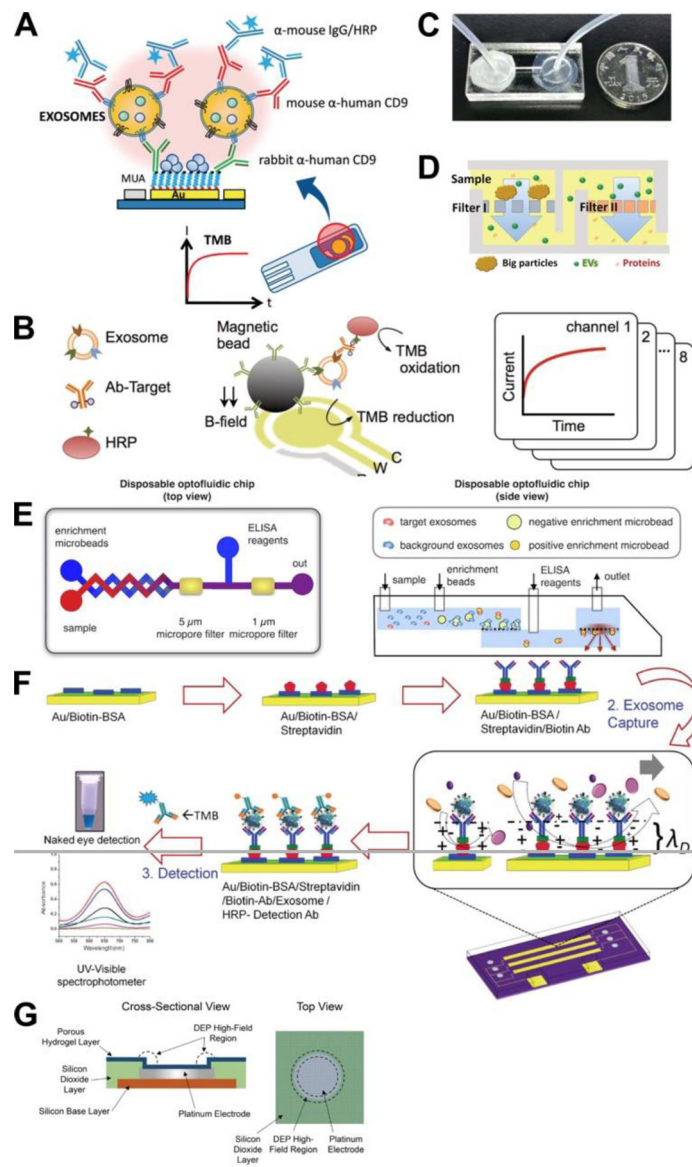 A
α-mouse IgG/HRP
mouse α-human CD9
EXOSOMES
rabbit α-human CD9
MUA
Au
I
TMB
t
C
D
Sample
Filter I
Filter II
Big particles
EVs
Proteins
B
Exosome
Ab-Target
HRP
Magnetic
bead
B-field
TMB
oxidation
TMB reduction
W
C
channel 1
2
...
8
Current
Time
E
Disposable optofluidic chip
(top view)
enrichment
microbeads
sample
ELISA
reagents
out
5 µm
micropore filter
1 µm
micropore filter
Disposable optofluidic chip
(side view)
target exosomes
background exosomes
negative enrichment microbead
positive enrichment microbead
sample
enrichment
beads
ELISA
reagents
outlet
F
Au/Biotin-BSA
Au/Biotin-BSA/
Streptavidin
Au/Biotin-BSA /
Streptavidin/Biotin Ab
2. Exosome
Capture
λD
Au/Biotin-BSA/Streptavidin
/Biotin-Ab/Exosome /
HRP- Detection Ab
←TMB
3. Detection
Naked eye detection
Absorbance
Wavelength(nm)
UV-Visible
spectrophotometer
G
Cross-Sectional View
Top View
Porous
Hydrogel Layer
DEP High-Field
Region
Silicon
Dioxide
Layer
Silicon Base Layer
Platinum Electrode
Silicon
Dioxide
Layer
DEP High-
Field Region
Platinum
Electrode